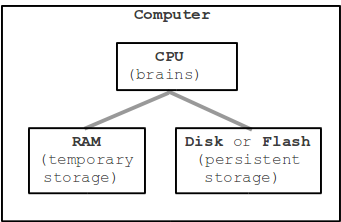 Computer
CPU
(brains)
RAM
(temporary
storage)
Disk or Flash
(persistent
storage)